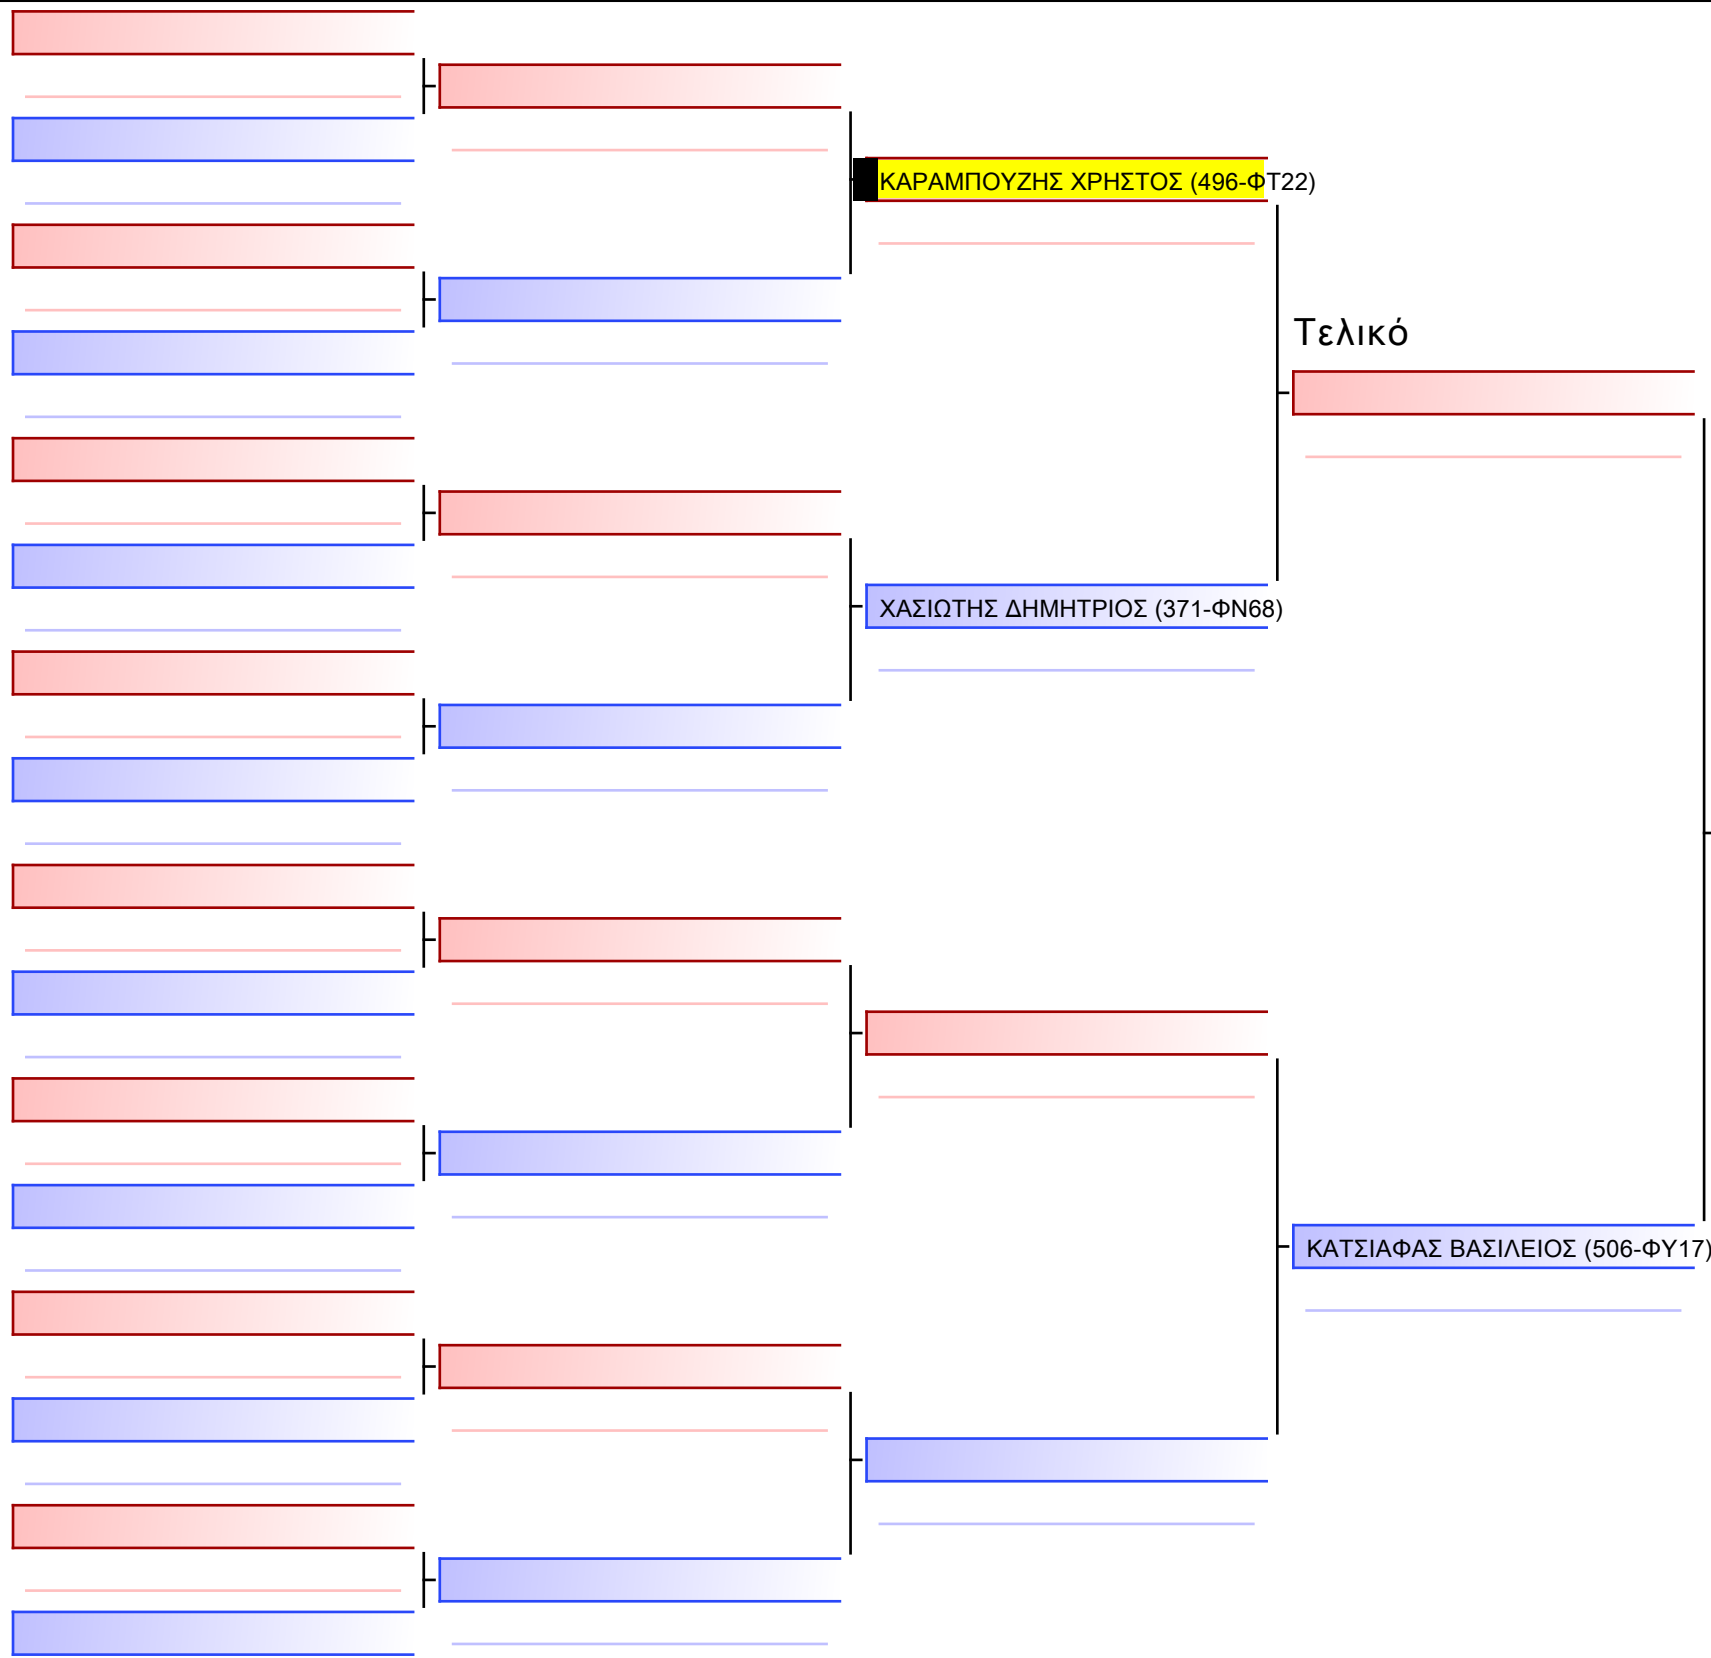 ΚΑΡΑΜΠΟΥΖΗΣ ΧΡΗΣΤΟΣ (496-ΦΤ22)
Τελικό
ΧΑΣΙΩΤΗΣ ΔΗΜΗΤΡΙΟΣ (371-ΦΝ68)
ΚΑΤΣΙΑΦΑΣ ΒΑΣΙΛΕΙΟΣ (506-ΦΥ17)